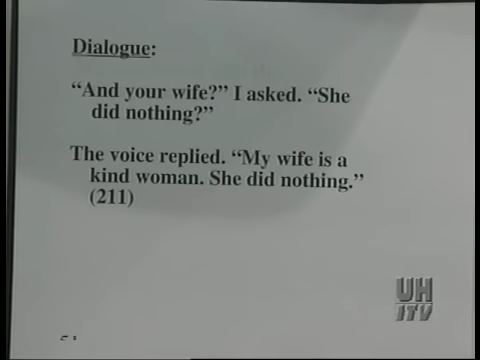 Dialogue:
“And your wife?” I asked. “She
did nothing?”
The voice replied. “My wife is a
kind woman. She did nothing.”
(211)
UH
ITV